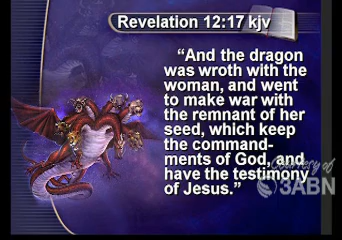 Revelation 12:17 kjv
“And the dragon
was wroth with the
woman, and went
to make war with
the remnant of her
seed, which keep
the command-
ments of God, and
have the testimony
of Jesus.”
Courtesy of
3ABN